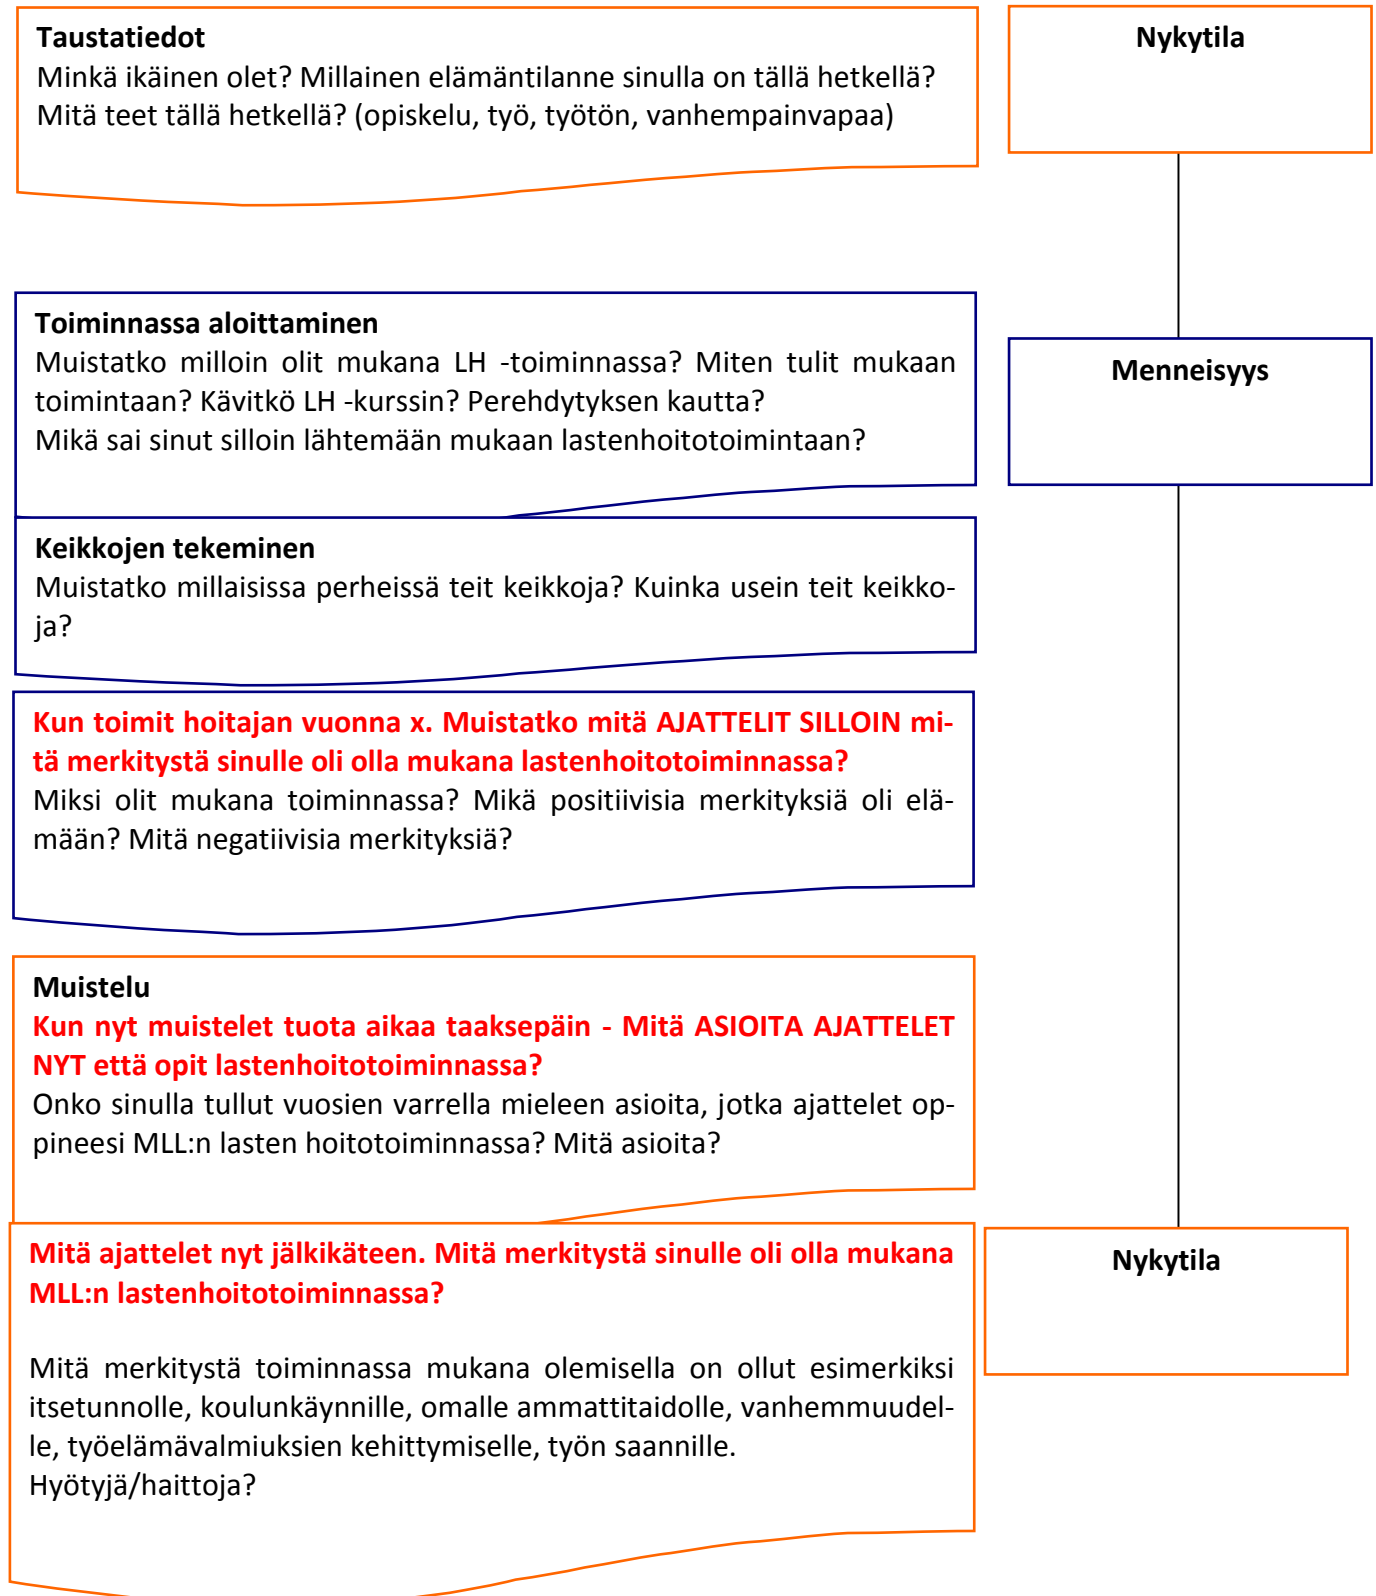 Taustatiedot
Minkä ikäinen olet? Millainen elämäntilanne sinulla on tällä hetkellä?
Mitä teet tällä hetkellä? (opiskelu, työ, työtön, vanhempainvapaa)
Nykytila
Toiminnassa aloittaminen
Muistatko milloin olit mukana LH -toiminnassa? Miten tulit mukaan
toimintaan? Kävitkö LH -kurssin? Perehdytyksen kautta?
Mikä sai sinut silloin lähtemään mukaan lastenhoitotoimintaan?
Menneisyys
Keikkojen tekeminen
Muistatko millaisissa perheissä teit keikkoja? Kuinka usein teit keikko-
ja?
Kun toimit hoitajan vuonna x. Muistatko mitä AJATTELIT SILLOIN mi-
tä merkitystä sinulle oli olla mukana lastenhoitotoiminnassa?
Miksi olit mukana toiminnassa? Mikä positiivisia merkityksiä oli elä-
mään? Mitä negatiivisia merkityksiä?
Muistelu
Kun nyt muistelet tuota aikaa taaksepäin - Mitä ASIOITA AJATTELET
NYT että opit lastenhoitotoiminnassa?
Onko sinulla tullut vuosien varrella mieleen asioita, jotka ajattelet op-
pineesi MLL:n lasten hoitotoiminnassa? Mitä asioita?
Mitä ajattelet nyt jälkikäteen. Mitä merkitystä sinulle oli olla mukana
MLL:n lastenhoitotoiminnassa?
Nykytila
Mitä merkitystä toiminnassa mukana olemisella on ollut esimerkiksi
itsetunnolle, koulunkäynnille, omalle ammattitaidolle, vanhemmuudel-
le, työelämävalmiuksien kehittymiselle, työn saannille.
Hyötyjä/haittoja?